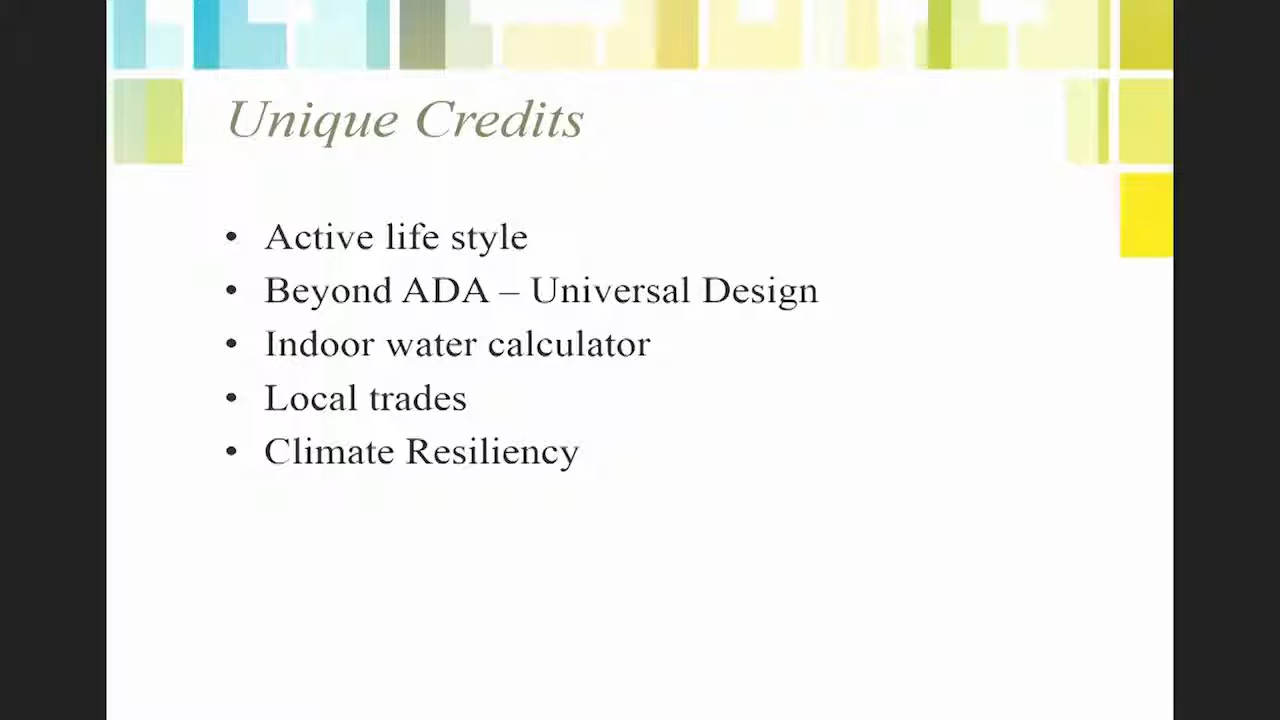 Unique Credits
• Active life style
• Beyond ADA – Universal Design
• Indoor water calculator
• Local trades
• Climate Resiliency